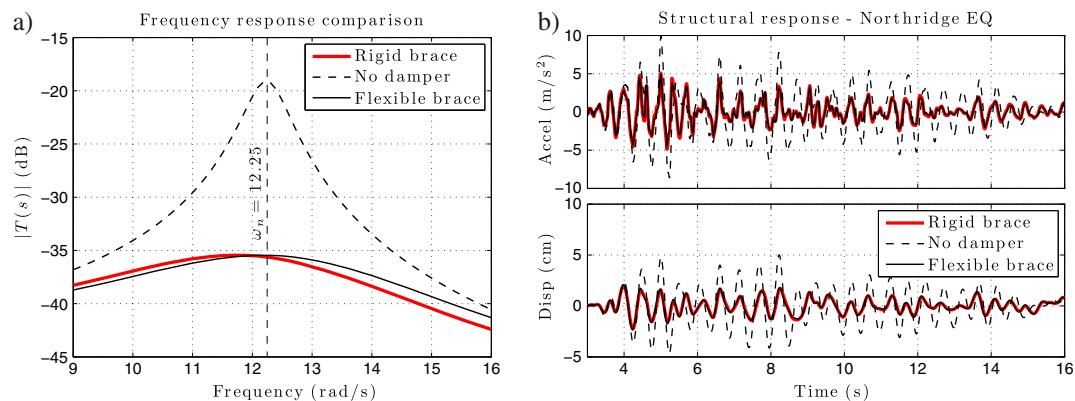 a)
Frequency response comparison
−15
−20
−25
−30
−35
−40
−45
|T(s)| (dB)
Rigid brace
No damper
Flexible brace
ω_n = 12.25
9 10 11 12 13 14 15 16
Frequency (rad/s)
b)
Structural response - Northridge EQ
10
5
0
−5
−10
Accel (m/s²)
10
5
0
−5
Disp (cm)
Rigid brace
No damper
Flexible brace
4 6 8 10 12 14 16
Time (s)